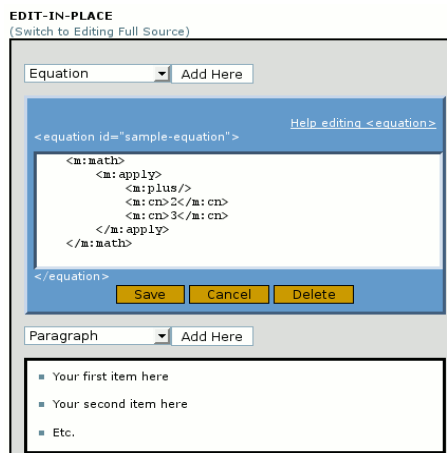 EDIT-IN-PLACE
(Switch to Editing Full Source)
Equation Add Here
Help editing <equation>
<equation id="sample-equation">
<m:math>
<m:apply>
<m:plus/>
<m:cn>2</m:cn>
<m:cn>3</m:cn>
</m:apply>
</m:math>
</equation>
Save Cancel Delete
Paragraph Add Here
Your first item here
Your second item here
Etc.